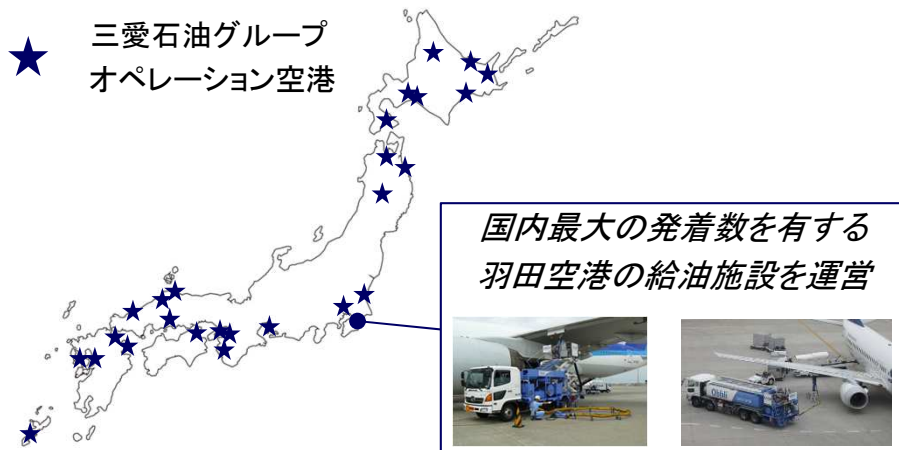 三愛石油グループ
オペレーション空港
国内最大の発着数を有する
羽田空港の給油施設を運営